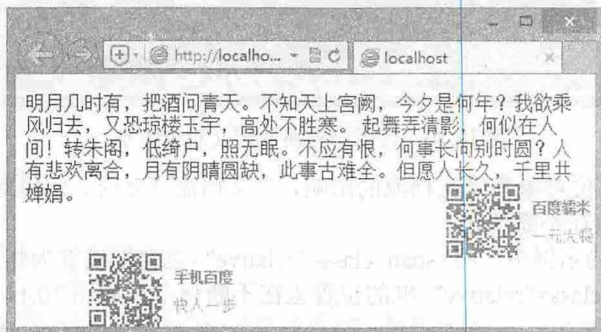 http://localho...
localhost
明月几时有，把酒问青天。不知天上宫阙，今夕是何年？我欲乘
风归去，又恐琼楼玉宇，高处不胜寒。 起舞弄清影，何似在人
间！转朱阁，低绮户，照无眠。不应有恨，何事长向别时圆？人
有悲欢离合，月有阴晴圆缺，此事古难全。但愿人长久，千里共
婵娟。
百度糯米
一元大餐
手机百度
快人一步